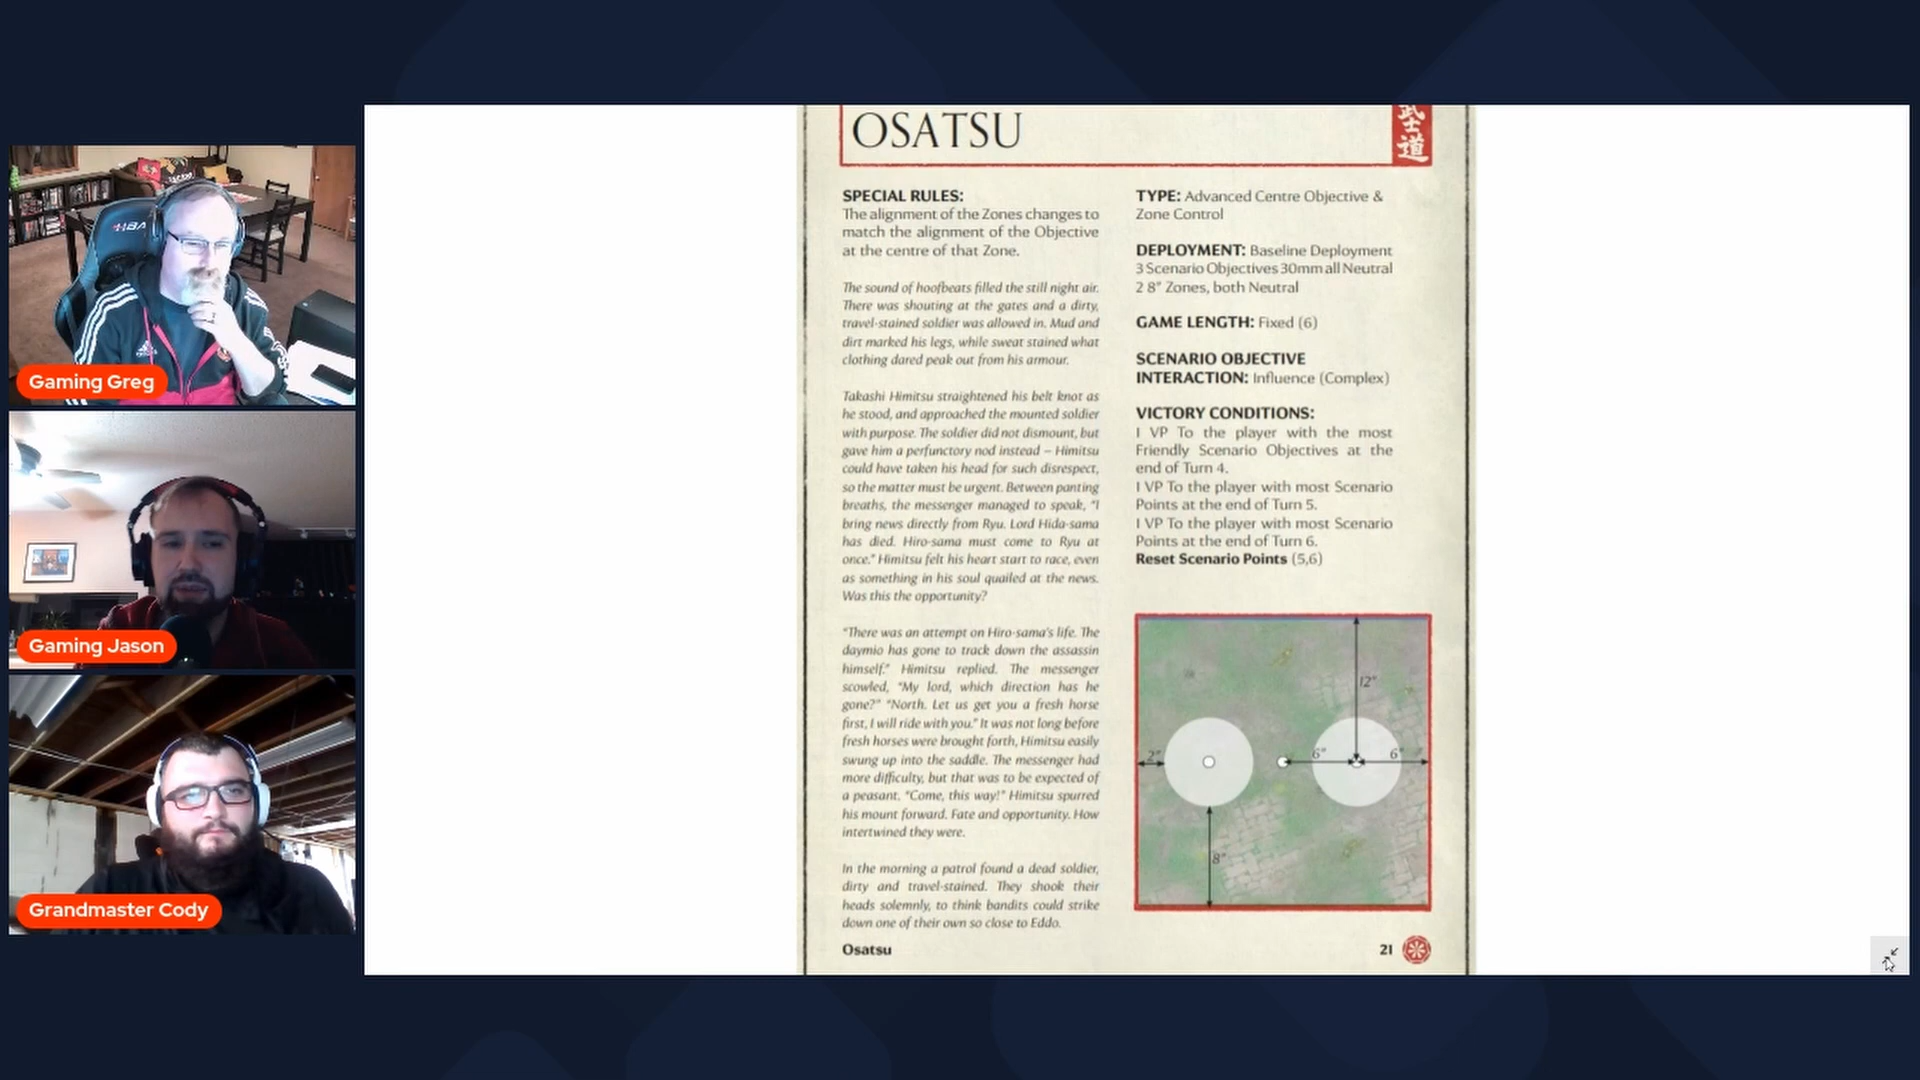 OSATSU
武士道
SPECIAL RULES:
The alignment of the Zones changes to
match the alignment of the Objective
at the centre of that Zone.
The sound of hoofbeats filled the still night air.
There was shouting at the gates and a dirty,
travel-stained soldier was allowed in. Mud and
dirt marked his legs, while sweat stained what
clothing dared peak out from his armour.
Takashi Himitsu straightened his belt knot as
he stood, and approached the mounted soldier
with purpose. The soldier did not dismount, but
gave him a perfunctory nod instead – Himitsu
could have taken his head for such disrespect,
so the matter must be urgent. Between panting
breaths, the messenger managed to speak, "I
bring news directly from Ryu. Lord Hida-sama
has died. Hiro-sama must come to Ryu at
once." Himitsu felt his heart start to race, even
as something in his soul quailed at the news.
Was this the opportunity?
"There was an attempt on Hiro-sama's life. The
daymio has gone to track down the assassin
himself." Himitsu replied. The messenger
scowled, "My lord, which direction has he
gone?" "North. Let us get you a fresh horse
first, I will ride with you." It was not long before
fresh horses were brought forth, Himitsu easily
swung up into the saddle. The messenger had
more difficulty, but that was to be expected of
a peasant. "Come, this way!" Himitsu spurred
his mount forward. Fate and opportunity. How
intertwined they were.
In the morning a patrol found a dead soldier,
dirty and travel-stained. They shook their
heads solemnly, to think bandits could strike
down one of their own so close to Eddo.
TYPE: Advanced Centre Objective &
Zone Control
DEPLOYMENT: Baseline Deployment
3 Scenario Objectives 30mm all Neutral
2 8" Zones, both Neutral
GAME LENGTH: Fixed (6)
SCENARIO OBJECTIVE
INTERACTION: Influence (Complex)
VICTORY CONDITIONS:
1 VP To the player with the most
Friendly Scenario Objectives at the
end of Turn 4.
1 VP To the player with most Scenario
Points at the end of Turn 5.
1 VP To the player with most Scenario
Points at the end of Turn 6.
Reset Scenario Points (5,6)
12"
2"
6"
6"
8"
Osatsu
21
Gaming Greg
Gaming Jason
Grandmaster Cody